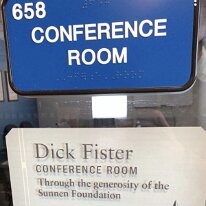 658
CONFERENCE
ROOM
Dick Fister
CONFERENCE ROOM
Through the generosity of the
Sunnen Foundation